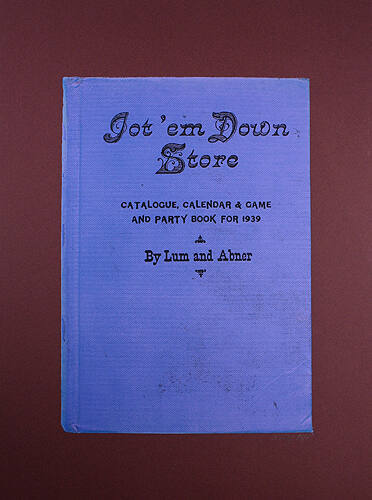 Jot 'em Down
Store
CATALOGUE, CALENDAR & GAME
AND PARTY BOOK FOR 1939
By Lum and Abner